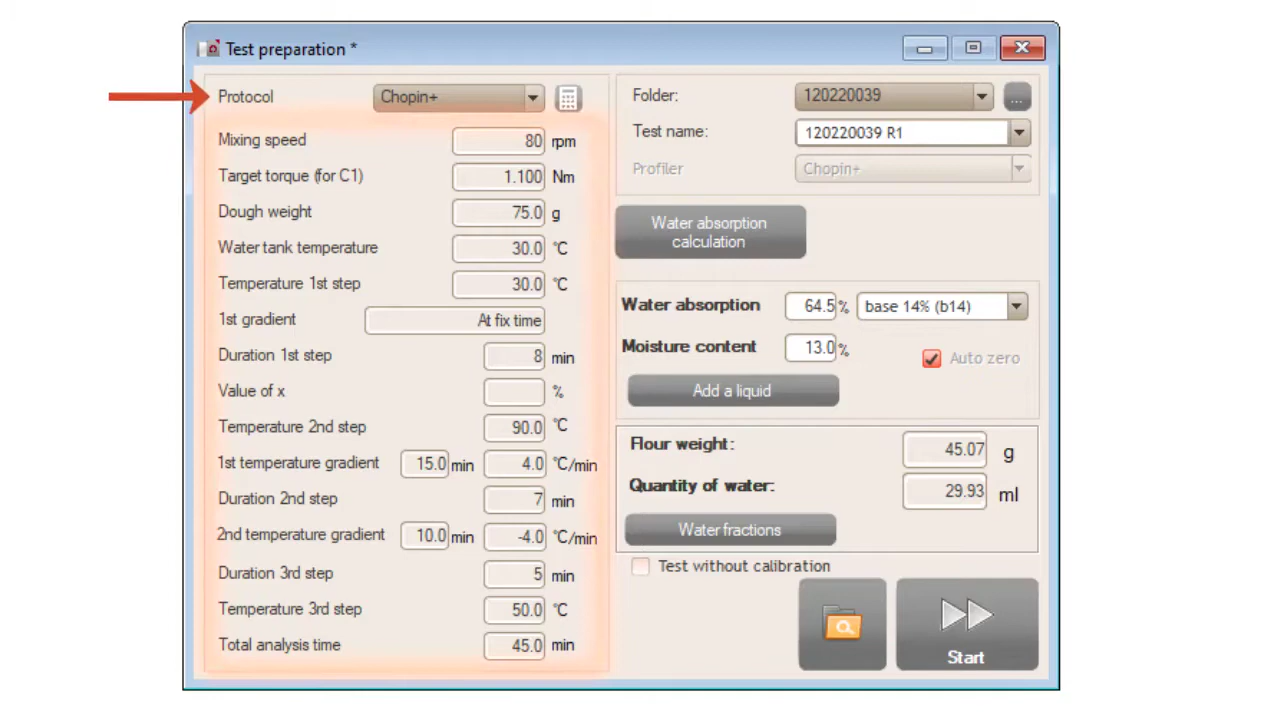 Test preparation *
Protocol Chopin+
Mixing speed 80 rpm
Target torque (for C1) 1.100 Nm
Dough weight 75.0 g
Water tank temperature 30.0 °C
Temperature 1st step 30.0 °C
1st gradient At fix time
Duration 1st step 8 min
Value of x %
Temperature 2nd step 90.0 °C
1st temperature gradient 15.0 min 4.0 °C/min
Duration 2nd step 7 min
2nd temperature gradient 10.0 min -4.0 °C/min
Duration 3rd step 5 min
Temperature 3rd step 50.0 °C
Total analysis time 45.0 min
Folder: 120220039 ...
Test name: 120220039 R1
Profiler Chopin+
Water absorption
calculation
Water absorption 64.5 % base 14% (b14)
Moisture content 13.0 %
Auto zero
Add a liquid
Flour weight: 45.07 g
Quantity of water: 29.93 ml
Water fractions
Test without calibration
Start